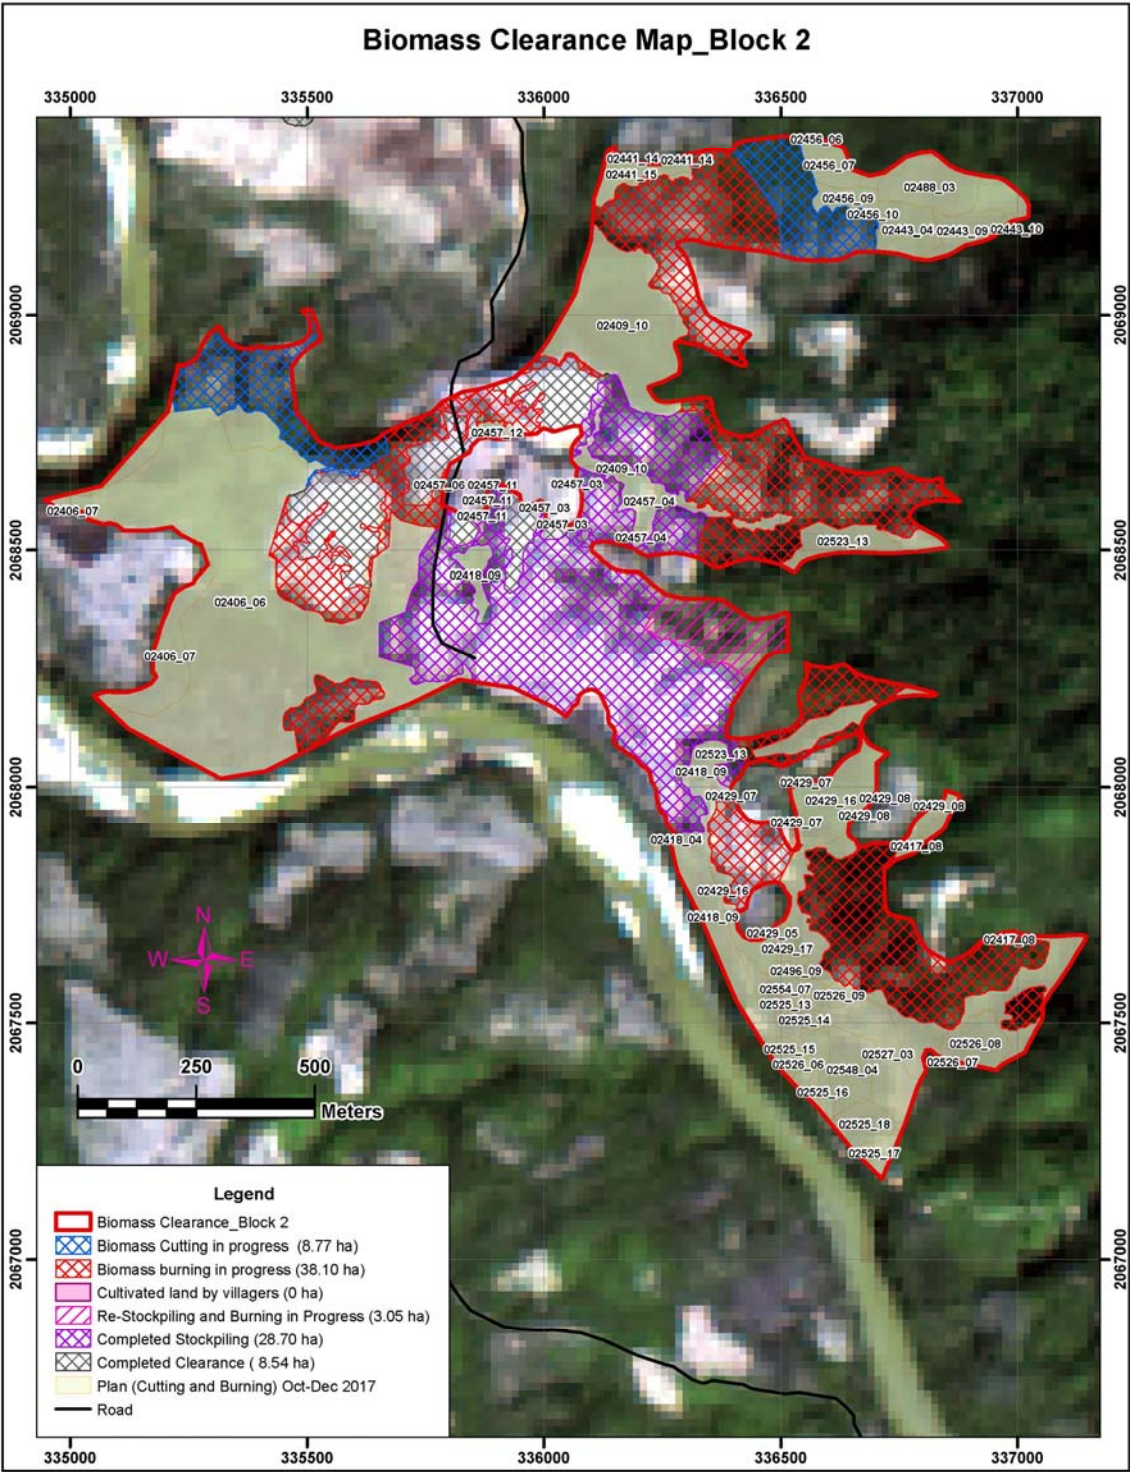 Biomass Clearance Map_Block 2
335000 335500 336000 336500 337000
02456_06
02441_14 02441_14
02456_07
02441_15
02488_03
02456_09
02456_10
02443_04 02443_09 02443_10
2069000 2069000
02409_10
02457_12
02409_10
02457_06 02457_11 02457_03
02457_11 02457_04
02457_03
02457_11
02457_03
02457_04
02406_07
2068500 2068500
02523_13
02418_09
02406_06
02406_07
02523_13
02418_09
02429_07
2068000 2068000
02429_07
02429_16 02429_08
02429_08
02429_08
02429_07
02418_04
02417_08
02429_16
02418_09
02429_05
02417_08
02429_17
02496_09
02554_07
02526_09
02525_13
02525_14
2067500 2067500
02525_15
02527_03
02526_08
02526_06
02548_04
02526_07
02525_16
02525_18
02525_17
N
W E
S
0 250 500
Meters
2067000 2067000
Legend
Biomass Clearance_Block 2
Biomass Cutting in progress (8.77 ha)
Biomass burning in progress (38.10 ha)
Cultivated land by villagers (0 ha)
Re-Stockpiling and Burning in Progress (3.05 ha)
Completed Stockpiling (28.70 ha)
Completed Clearance ( 8.54 ha)
Plan (Cutting and Burning) Oct-Dec 2017
Road
335000 335500 336000 336500 337000